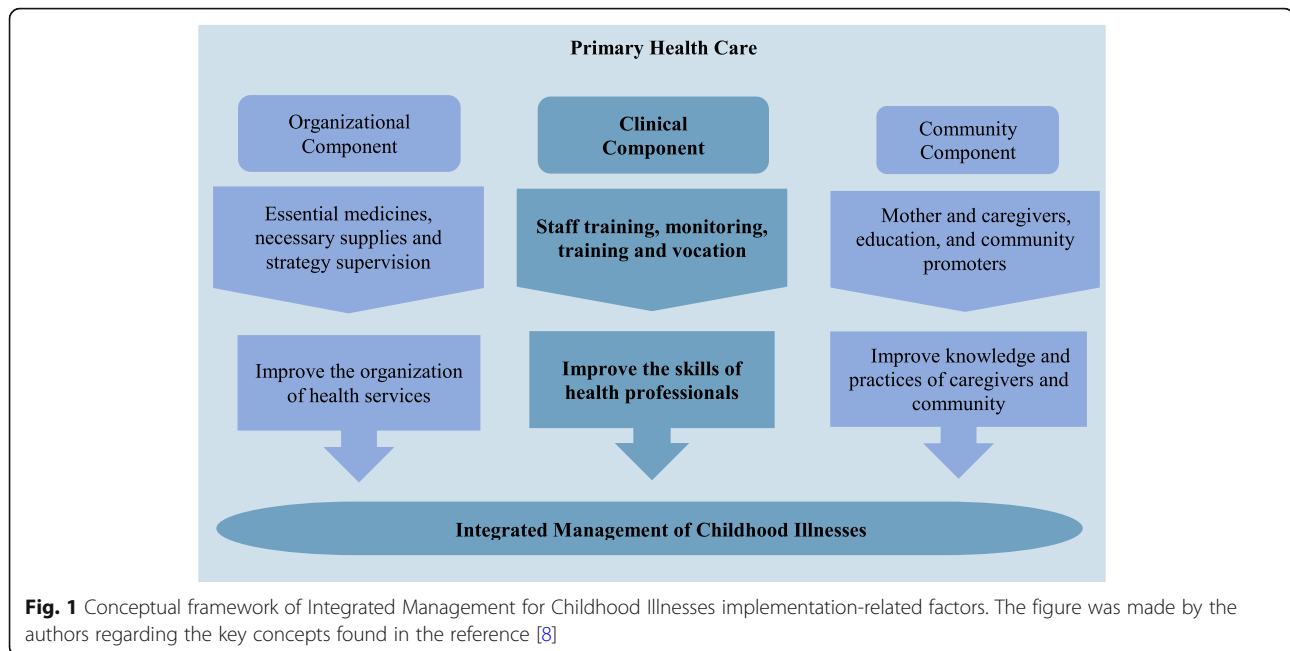 Primary Health Care
Organizational
Component
Essential medicines,
necessary supplies and
strategy supervision
Improve the organization
of health services
Clinical
Component
Staff training, monitoring,
training and vocation
Improve the skills of
health professionals
Community
Component
Mother and caregivers,
education, and community
promoters
Improve knowledge and
practices of caregivers and
community
Integrated Management of Childhood Illnesses
Fig. 1 Conceptual framework of Integrated Management for Childhood Illnesses implementation-related factors. The figure was made by the
authors regarding the key concepts found in the reference [8]